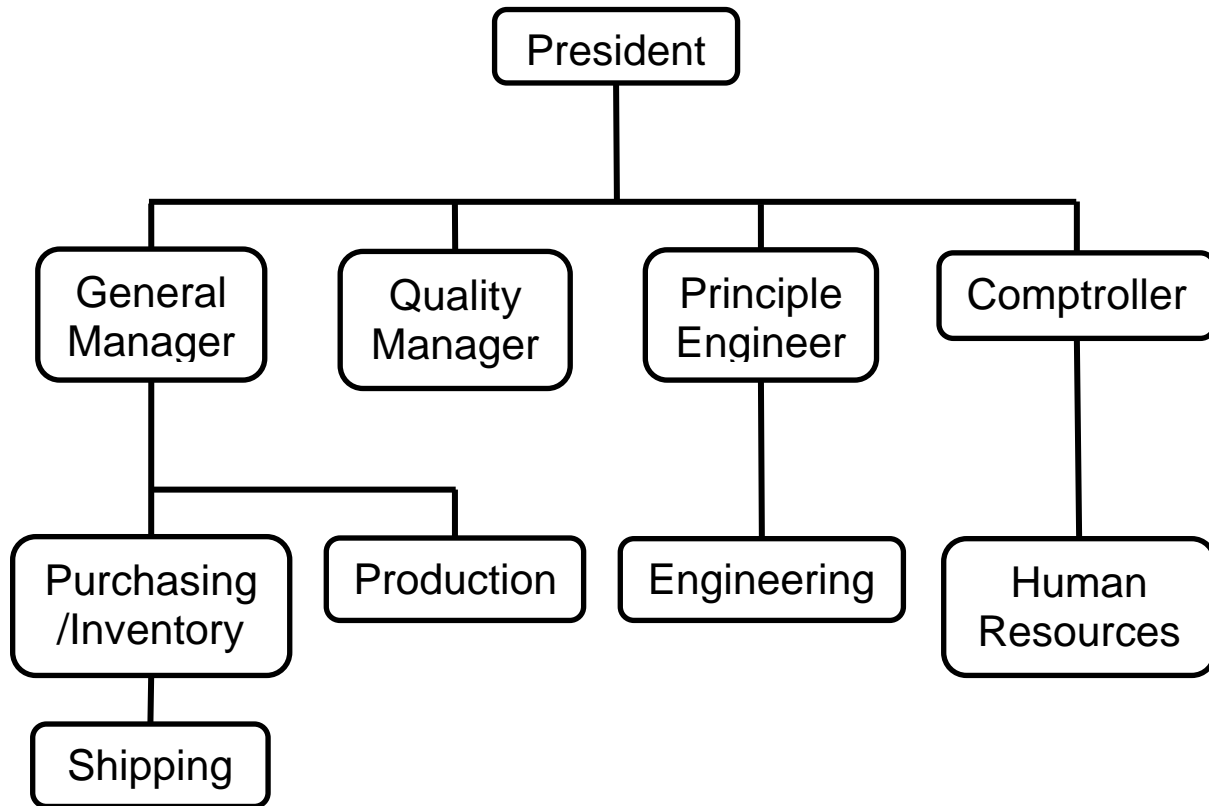 President
General
Manager
Quality
Manager
Principle
Engineer
Comptroller
Purchasing
/Inventory
Production
Engineering
Human
Resources
Shipping